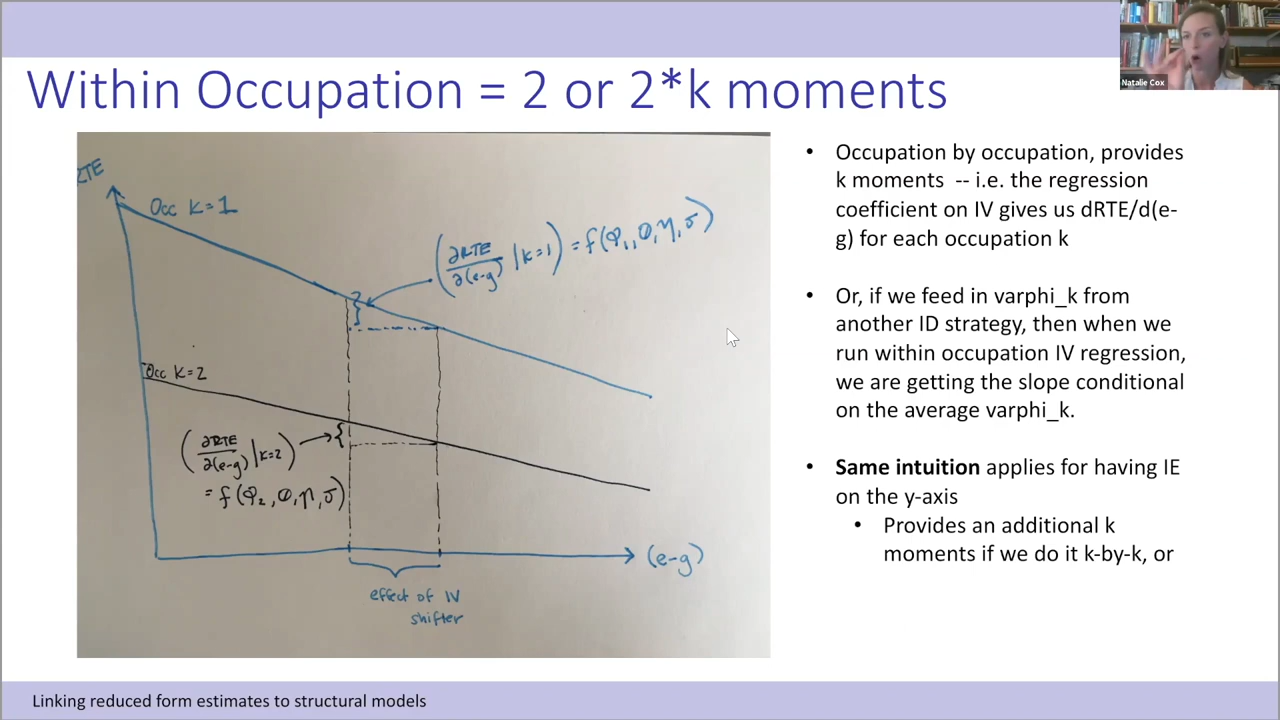 Natalie Cox
Within Occupation = 2 or 2*k moments
RTE
Occ K=1
(∂RTE/∂(e-g) | K=1) = f(φ₁, Θ, η, σ)
Occ K=2
(∂RTE/∂(e-g) | K=2)
= f(φ₂, Θ, η, σ)
(e-g)
effect of IV
shifter
• Occupation by occupation, provides
k moments -- i.e. the regression
coefficient on IV gives us dRTE/d(e-
g) for each occupation k
• Or, if we feed in varphi_k from
another ID strategy, then when we
run within occupation IV regression,
we are getting the slope conditional
on the average varphi_k.
• Same intuition applies for having IE
on the y-axis
• Provides an additional k
moments if we do it k-by-k, or
Linking reduced form estimates to structural models